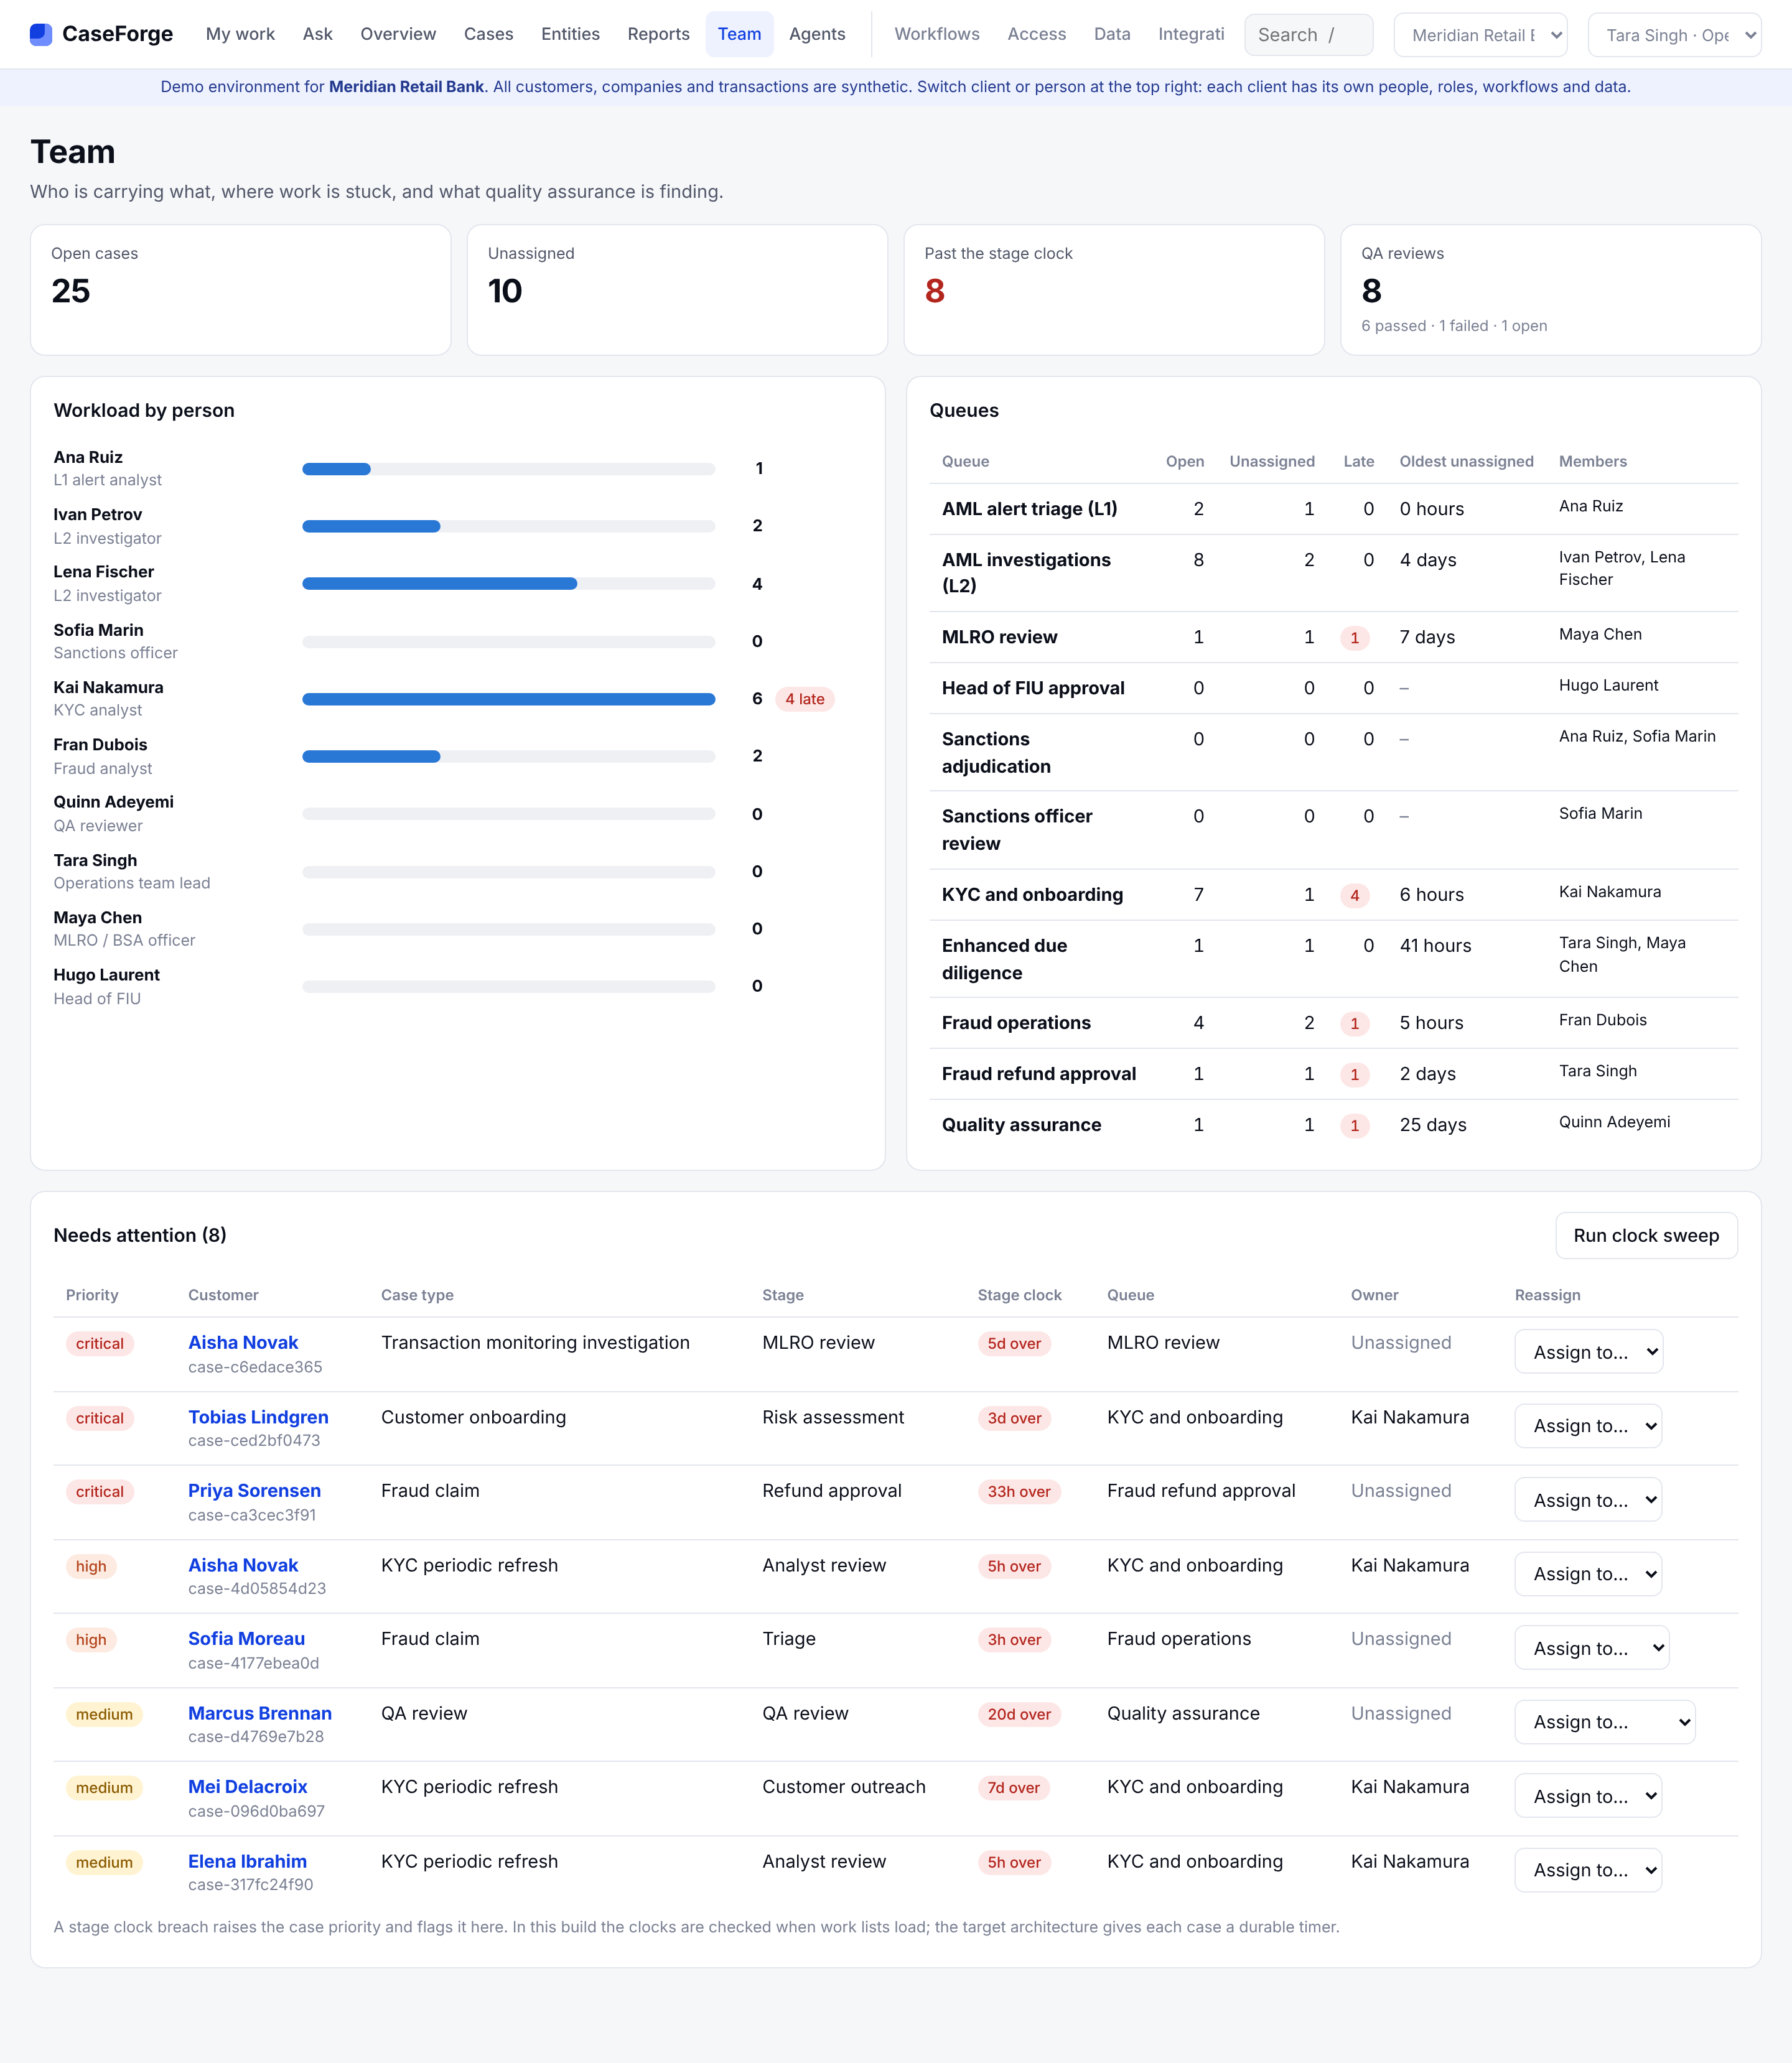 CaseForge My work Ask Overview Cases Entities Reports Team Agents Workflows Access Data Integrati Search / Meridian Retail Tara Singh · Ope
Demo environment for Meridian Retail Bank. All customers, companies and transactions are synthetic. Switch client or person at the top right: each client has its own people, roles, workflows and data.
Team
Who is carrying what, where work is stuck, and what quality assurance is finding.
Open cases
25
Unassigned
10
Past the stage clock
8
QA reviews
8
6 passed · 1 failed · 1 open
Workload by person
Ana Ruiz
L1 alert analyst
1
Ivan Petrov
L2 investigator
2
Lena Fischer
L2 investigator
4
Sofia Marin
Sanctions officer
0
Kai Nakamura
KYC analyst
6 4 late
Fran Dubois
Fraud analyst
2
Quinn Adeyemi
QA reviewer
0
Tara Singh
Operations team lead
0
Maya Chen
MLRO / BSA officer
0
Hugo Laurent
Head of FIU
0
Queues
Queue Open Unassigned Late Oldest unassigned Members
AML alert triage (L1) 2 1 0 0 hours Ana Ruiz
AML investigations 8 2 0 4 days Ivan Petrov, Lena
(L2) Fischer
MLRO review 1 1 1 7 days Maya Chen
Head of FIU approval 0 0 0 – Hugo Laurent
Sanctions 0 0 0 – Ana Ruiz, Sofia Marin
adjudication
Sanctions officer 0 0 0 – Sofia Marin
review
KYC and onboarding 7 1 4 6 hours Kai Nakamura
Enhanced due 1 1 0 41 hours Tara Singh, Maya
diligence Chen
Fraud operations 4 2 1 5 hours Fran Dubois
Fraud refund approval 1 1 1 2 days Tara Singh
Quality assurance 1 1 1 25 days Quinn Adeyemi
Needs attention (8) Run clock sweep
Priority Customer Case type Stage Stage clock Queue Owner Reassign
critical Aisha Novak Transaction monitoring investigation MLRO review 5d over MLRO review Unassigned Assign to...
case-c6edace365
critical Tobias Lindgren Customer onboarding Risk assessment 3d over KYC and onboarding Kai Nakamura Assign to...
case-ced2bf0473
critical Priya Sorensen Fraud claim Refund approval 33h over Fraud refund approval Unassigned Assign to...
case-ca3cec3f91
high Aisha Novak KYC periodic refresh Analyst review 5h over KYC and onboarding Kai Nakamura Assign to...
case-4d05854d23
high Sofia Moreau Fraud claim Triage 3h over Fraud operations Unassigned Assign to...
case-4177ebea0d
medium Marcus Brennan QA review QA review 20d over Quality assurance Unassigned Assign to...
case-d4769e7b28
medium Mei Delacroix KYC periodic refresh Customer outreach 7d over KYC and onboarding Kai Nakamura Assign to...
case-096d0ba697
medium Elena Ibrahim KYC periodic refresh Analyst review 5h over KYC and onboarding Kai Nakamura Assign to...
case-317fc24f90
A stage clock breach raises the case priority and flags it here. In this build the clocks are checked when work lists load; the target architecture gives each case a durable timer.